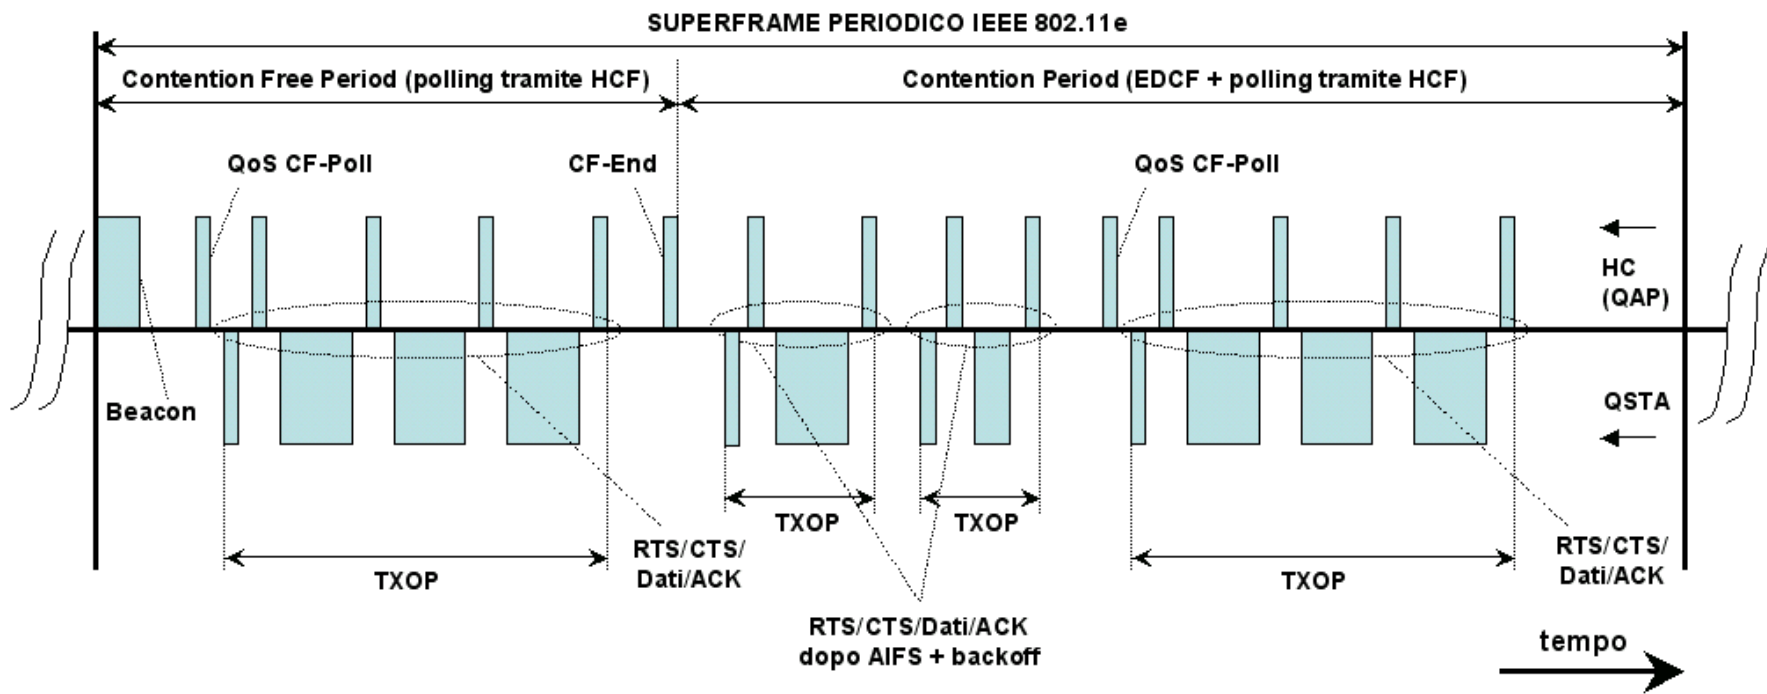 SUPERFRAME PERIODICO IEEE 802.11e
Contention Free Period (polling tramite HCF)
Contention Period (EDCF + polling tramite HCF)
QoS CF-Poll
CF-End
QoS CF-Poll
HC
(QAP)
Beacon
QSTA
TXOP
TXOP
RTS/CTS/
Dati/ACK
RTS/CTS/
Dati/ACK
TXOP
TXOP
RTS/CTS/Dati/ACK
dopo AIFS + backoff
tempo